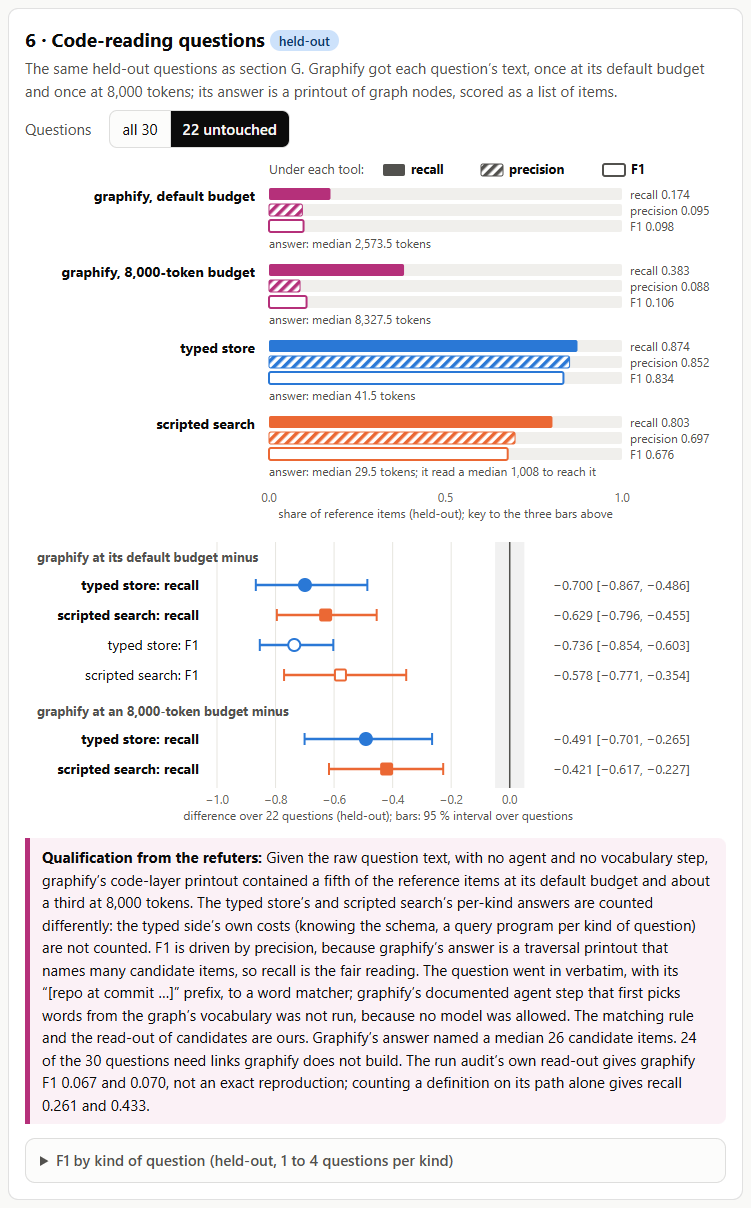 6 · Code-reading questions held-out
The same held-out questions as section G. Graphify got each question's text, once at its default budget
and once at 8,000 tokens; its answer is a printout of graph nodes, scored as a list of items.
Questions all 30 22 untouched
Under each tool: recall precision F1
graphify, default budget
recall 0.174
precision 0.095
F1 0.098
answer: median 2,573.5 tokens
graphify, 8,000-token budget
recall 0.383
precision 0.088
F1 0.106
answer: median 8,327.5 tokens
typed store
recall 0.874
precision 0.852
F1 0.834
answer: median 41.5 tokens
scripted search
recall 0.803
precision 0.697
F1 0.676
answer: median 29.5 tokens; it read a median 1,008 to reach it
0.0 0.5 1.0
share of reference items (held-out); key to the three bars above
graphify at its default budget minus
typed store: recall −0.700 [−0.867, −0.486]
scripted search: recall −0.629 [−0.796, −0.455]
typed store: F1 −0.736 [−0.854, −0.603]
scripted search: F1 −0.578 [−0.771, −0.354]
graphify at an 8,000-token budget minus
typed store: recall −0.491 [−0.701, −0.265]
scripted search: recall −0.421 [−0.617, −0.227]
−1.0 −0.8 −0.6 −0.4 −0.2 0.0
difference over 22 questions (held-out); bars: 95 % interval over questions
Qualification from the refuters: Given the raw question text, with no agent and no vocabulary step,
graphify's code-layer printout contained a fifth of the reference items at its default budget and about
a third at 8,000 tokens. The typed store's and scripted search's per-kind answers are counted
differently: the typed side's own costs (knowing the schema, a query program per kind of question)
are not counted. F1 is driven by precision, because graphify's answer is a traversal printout that
names many candidate items, so recall is the fair reading. The question went in verbatim, with its
“[repo at commit …]” prefix, to a word matcher; graphify's documented agent step that first picks
words from the graph's vocabulary was not run, because no model was allowed. The matching rule
and the read-out of candidates are ours. Graphify's answer named a median 26 candidate items. 24
of the 30 questions need links graphify does not build. The run audit's own read-out gives graphify
F1 0.067 and 0.070, not an exact reproduction; counting a definition on its path alone gives recall
0.261 and 0.433.
▶ F1 by kind of question (held-out, 1 to 4 questions per kind)